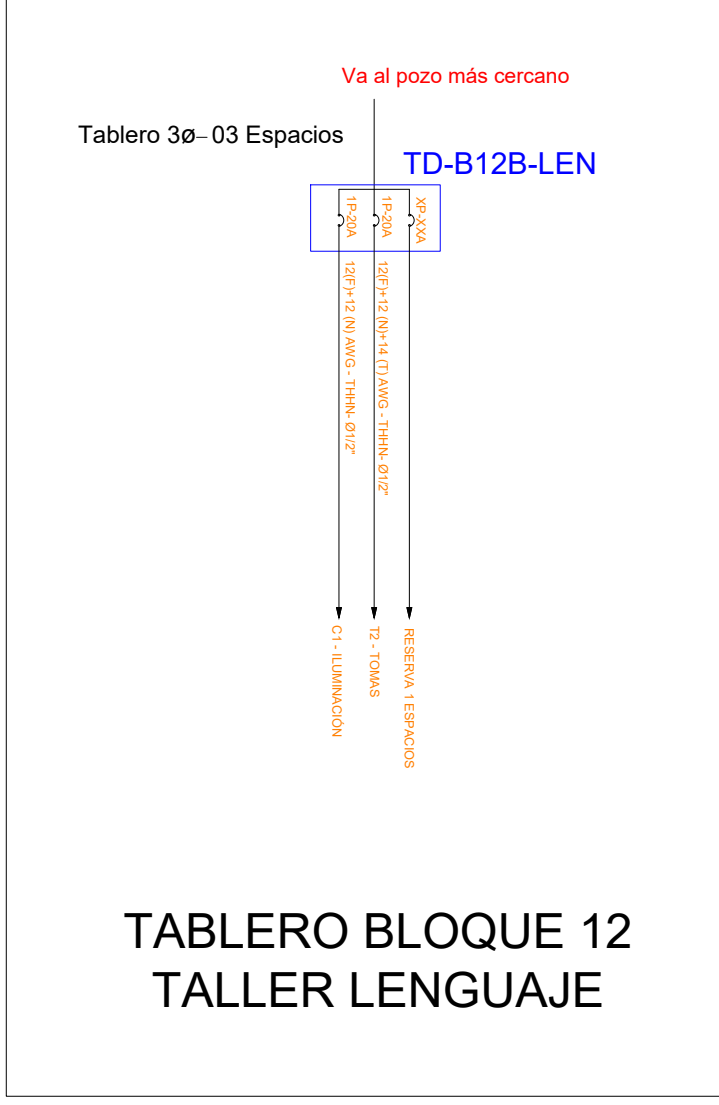 Va al pozo más cercano
Tablero 3ø–03 Espacios
TD-B12B-LEN
1P-20A
1P-20A
XP-XXA
12(F)+12 (N) AWG - THHN- Ø1/2"
12(F)+12 (N)+14 (T) AWG - THHN- Ø1/2"
C1 - ILUMINACIÓN
T2 - TOMAS
RESERVA 1 ESPACIOS
TABLERO BLOQUE 12
TALLER LENGUAJE